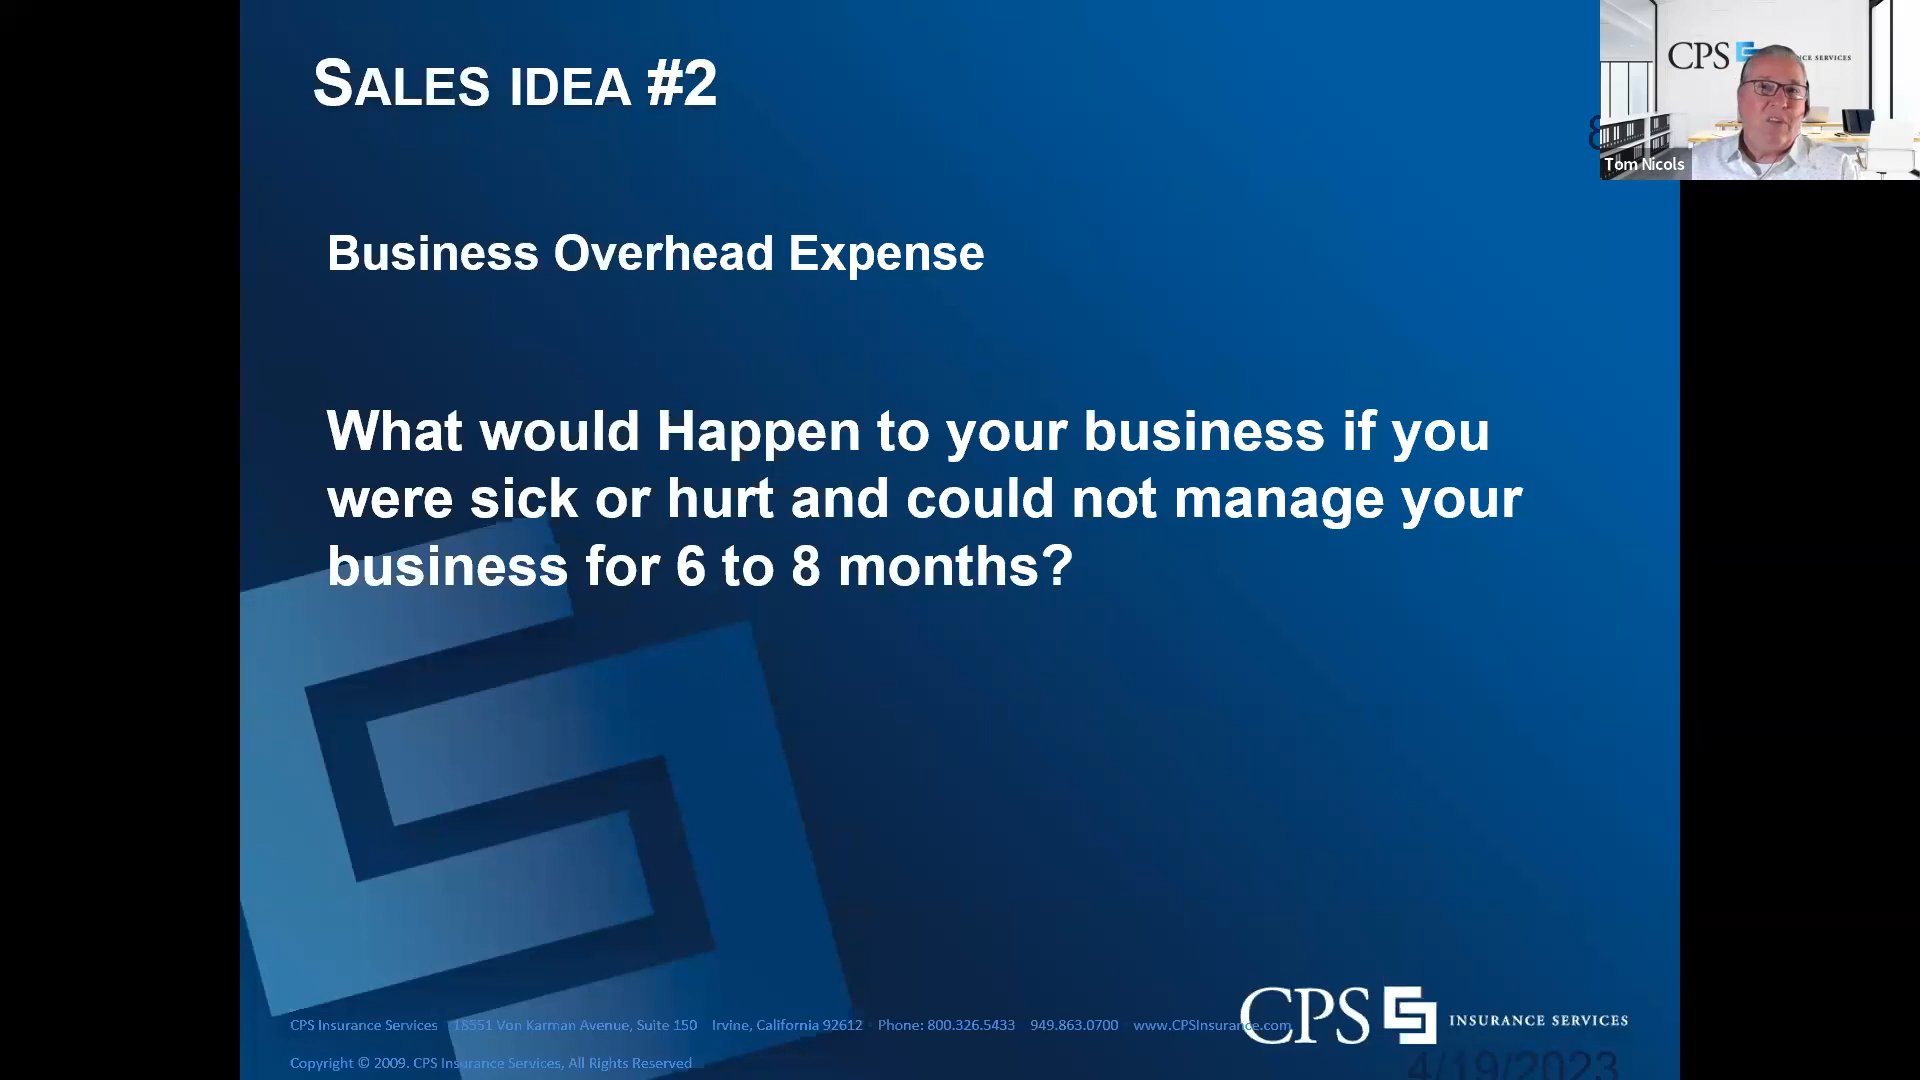 SALES IDEA #2
CPS
NCE SERVICES
8
Tom Nicols
Business Overhead Expense
What would Happen to your business if you
were sick or hurt and could not manage your
business for 6 to 8 months?
CPS Insurance Services 18551 Von Karman Avenue, Suite 150 Irvine, California 92612 Phone: 800.326.5433 949.863.0700 www.CPSInsurance.com
CPS INSURANCE SERVICES
Copyright © 2009. CPS Insurance Services, All Rights Reserved
4/19/2023